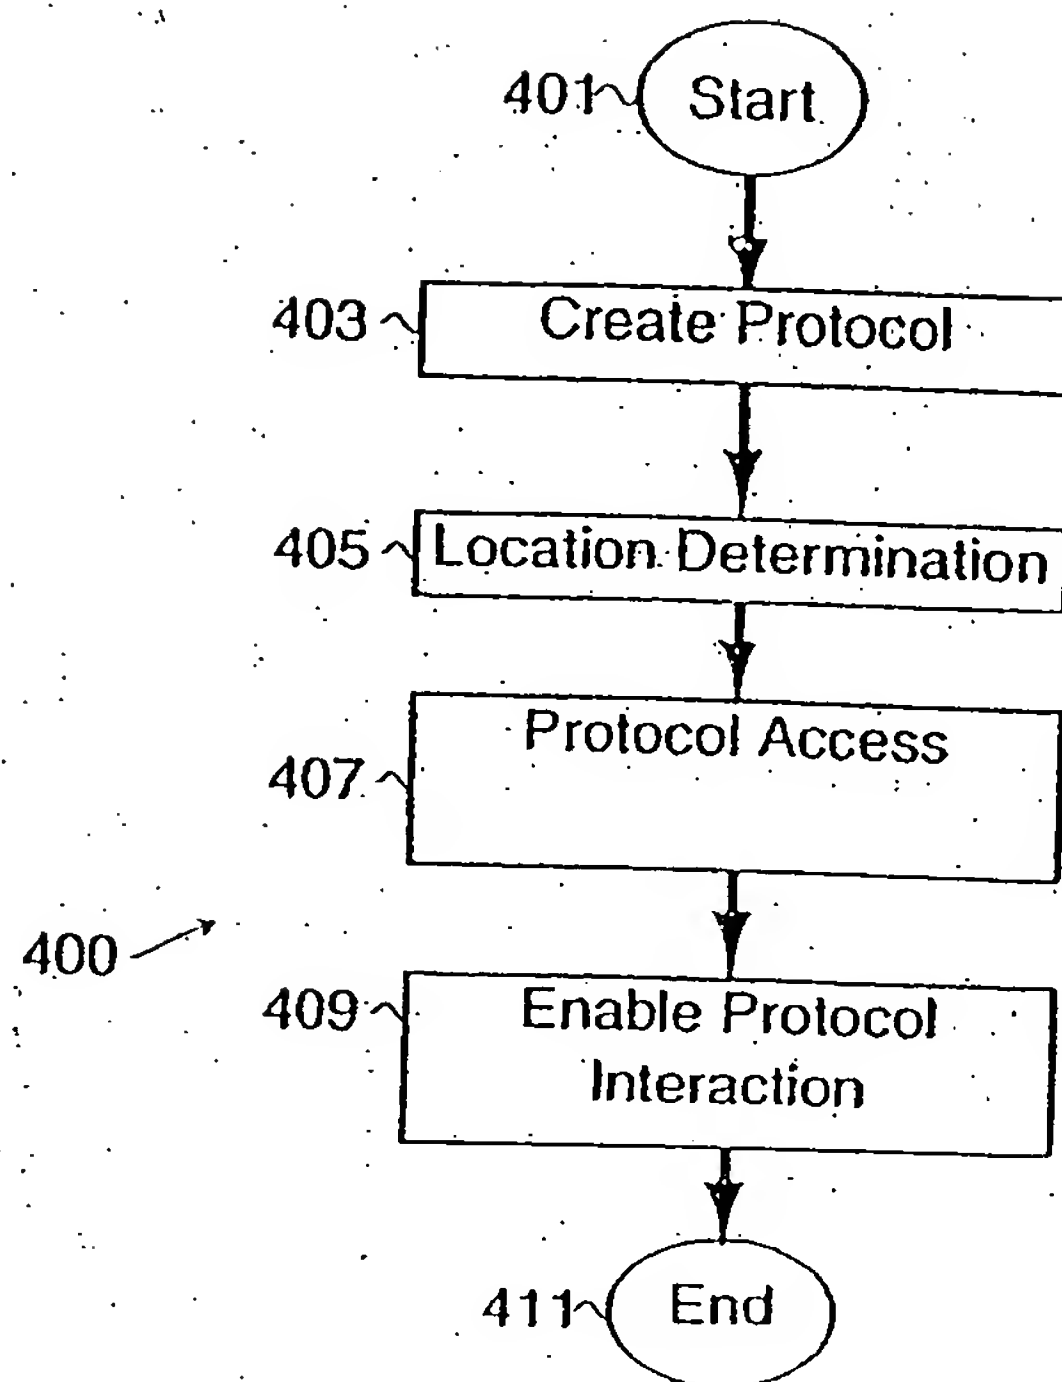 401 Start
403 Create Protocol
405 Location Determination
407 Protocol Access
400
409 Enable Protocol
Interaction
411 End